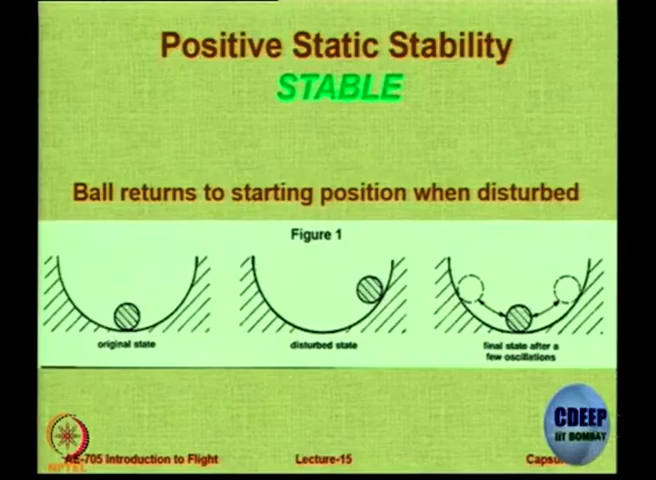 Positive Static Stability
STABLE
Ball returns to starting position when disturbed
Figure 1
original state
disturbed state
final state after a
few oscillations
CDEEP
IIT BOMBAY
NPTEL
AE-705 Introduction to Flight
Lecture-15